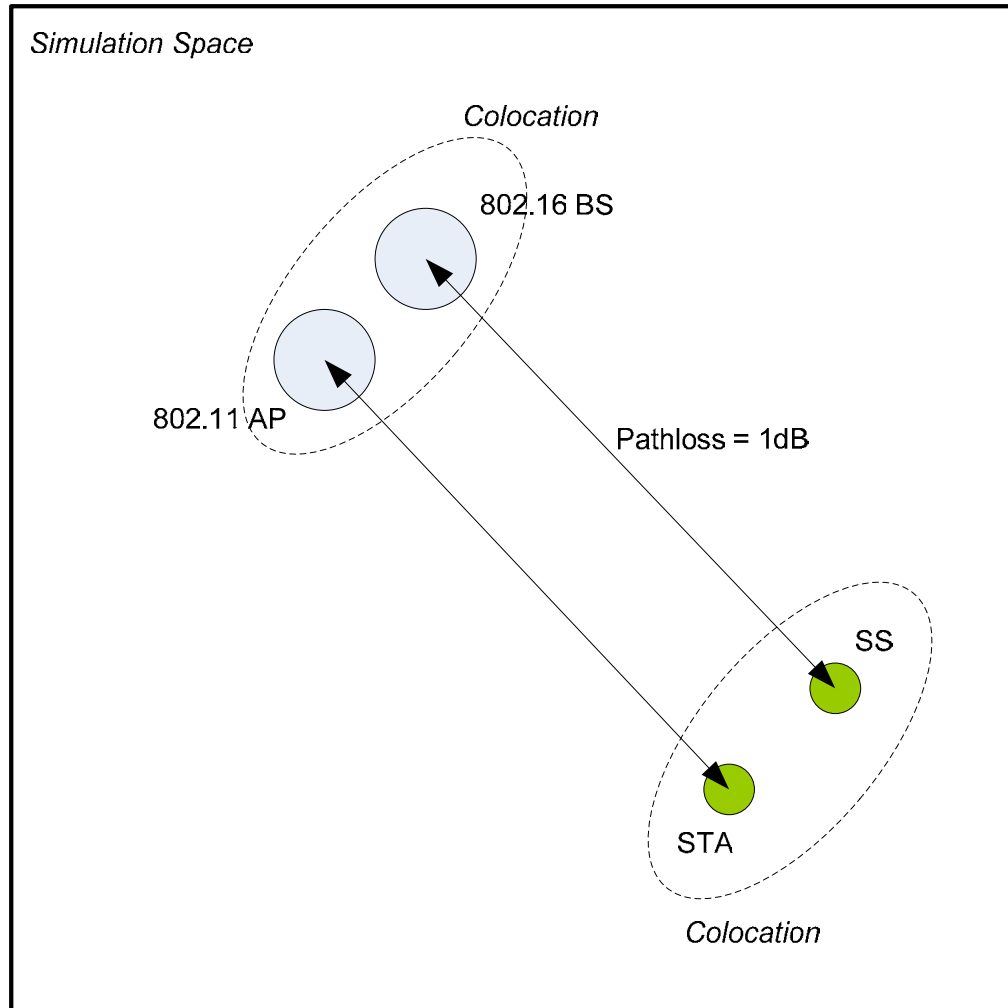 Simulation Space
Colocation
802.16 BS
802.11 AP
Pathloss = 1dB
SS
STA
Colocation